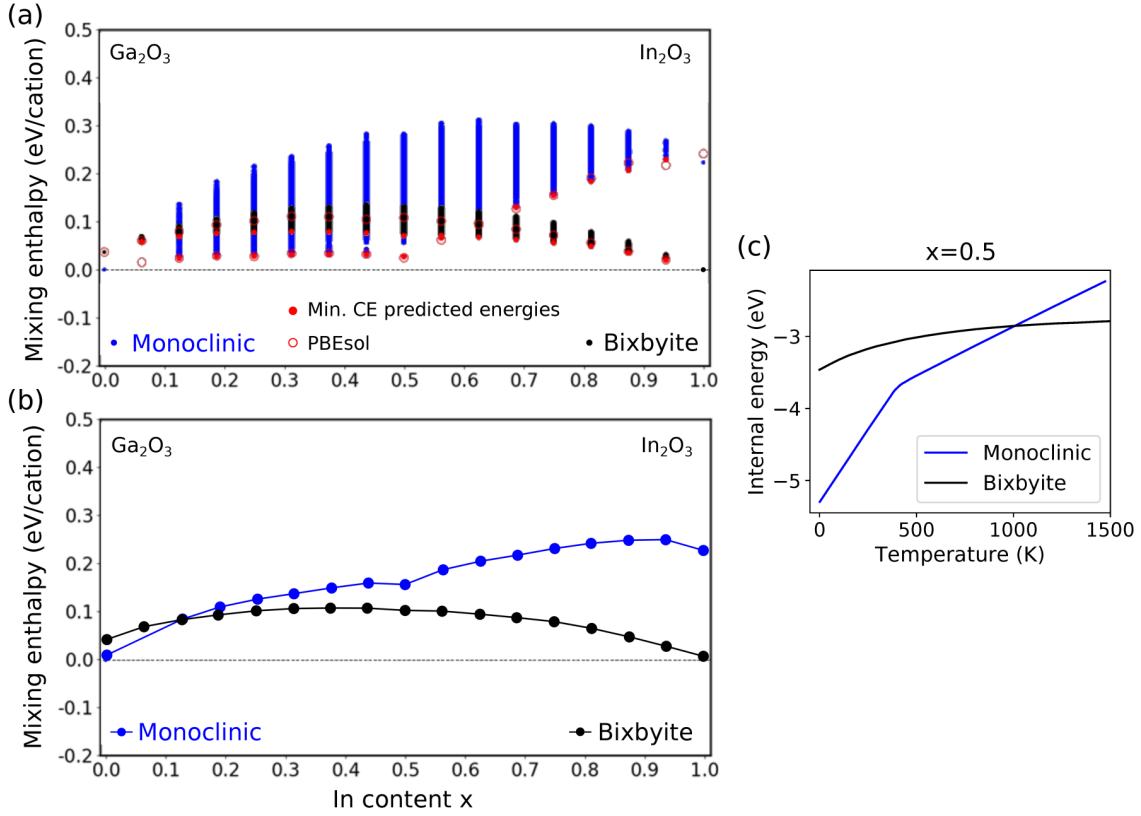 (a)
Mixing enthalpy (eV/cation)
0.5
0.4
0.3
0.2
0.1
0.0
-0.1
-0.2
Ga₂O₃
In₂O₃
Min. CE predicted energies
Monoclinic
PBEsol
Bixbyite
0.0 0.1 0.2 0.3 0.4 0.5 0.6 0.7 0.8 0.9 1.0
(b)
Mixing enthalpy (eV/cation)
0.5
0.4
0.3
0.2
0.1
0.0
-0.1
-0.2
Ga₂O₃
In₂O₃
Monoclinic
Bixbyite
0.0 0.1 0.2 0.3 0.4 0.5 0.6 0.7 0.8 0.9 1.0
In content x
(c)
x=0.5
Internal energy (eV)
−3
−4
−5
Monoclinic
Bixbyite
0 500 1000 1500
Temperature (K)